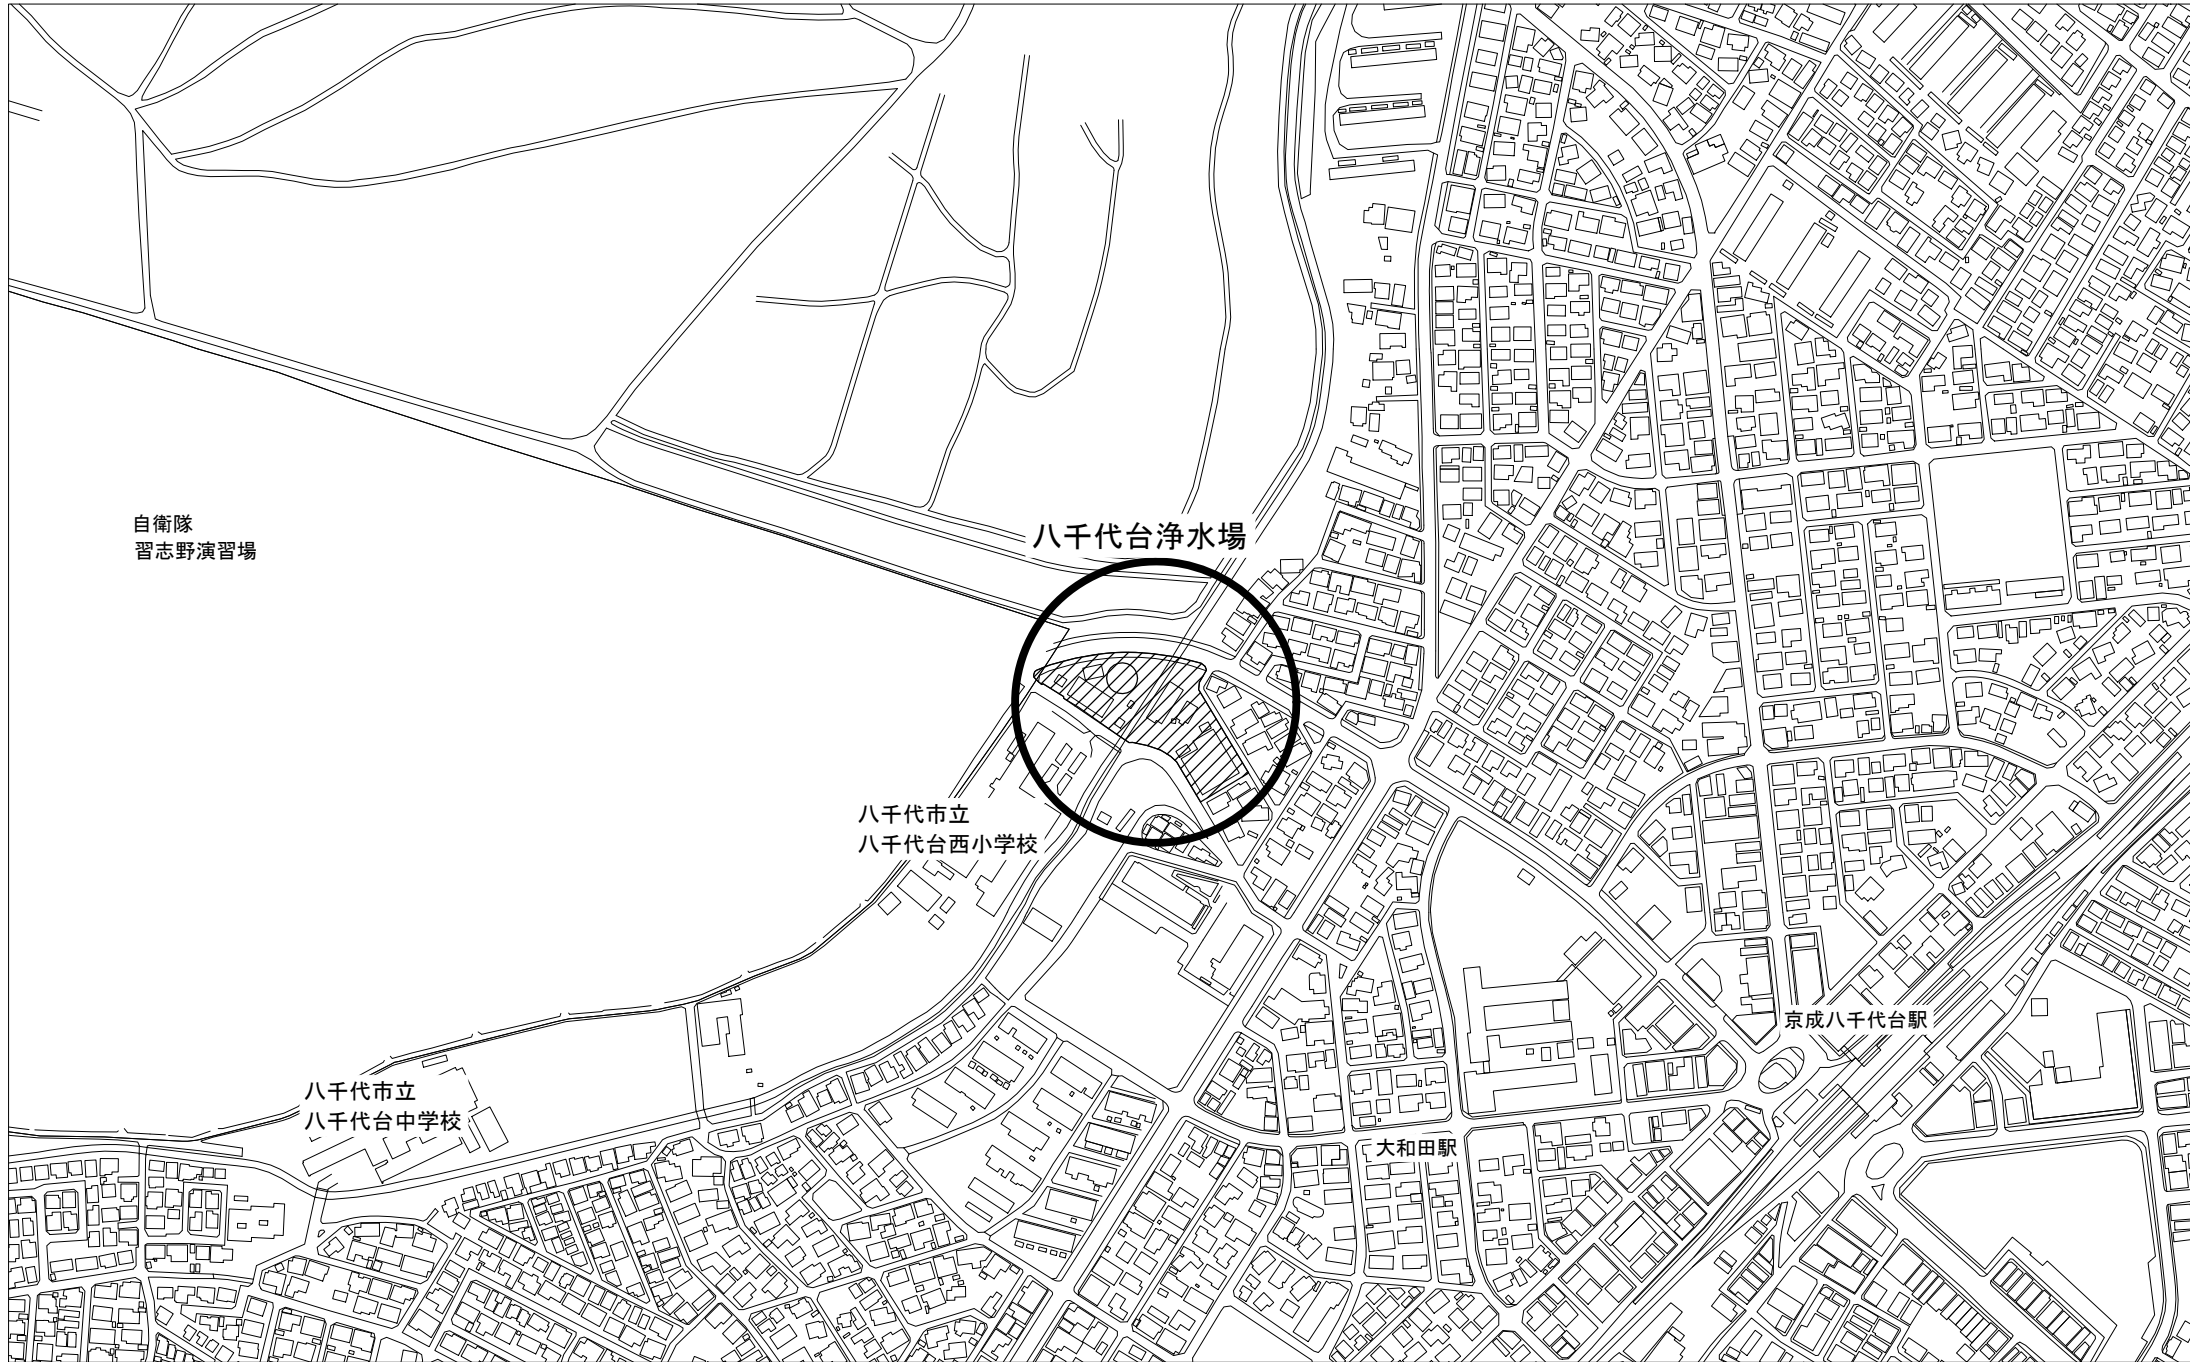 自衛隊
習志野演習場
八千代台浄水場
八千代市立
八千代台西小学校
京成八千代台駅
八千代市立
八千代台中学校
大和田駅